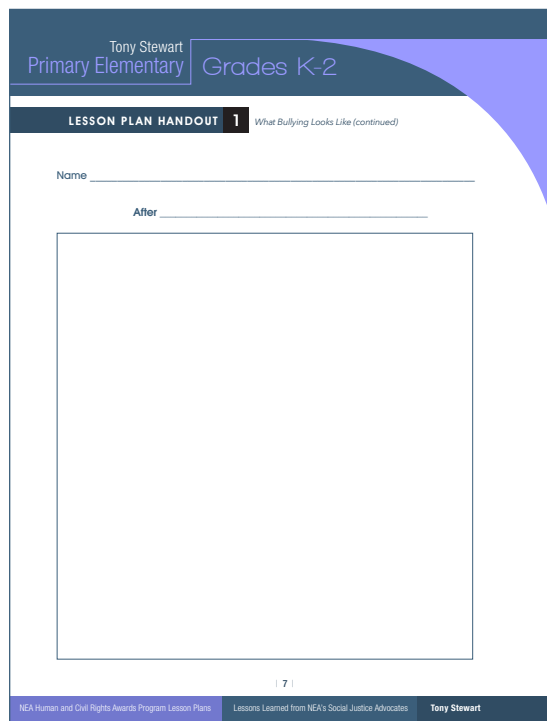 Tony Stewart
Primary Elementary
Grades K-2
LESSON PLAN HANDOUT 1 What Bullying Looks Like (continued)
Name
After
| 7 |
NEA Human and Civil Rights Awards Program Lesson Plans Lessons Learned from NEA's Social Justice Advocates Tony Stewart